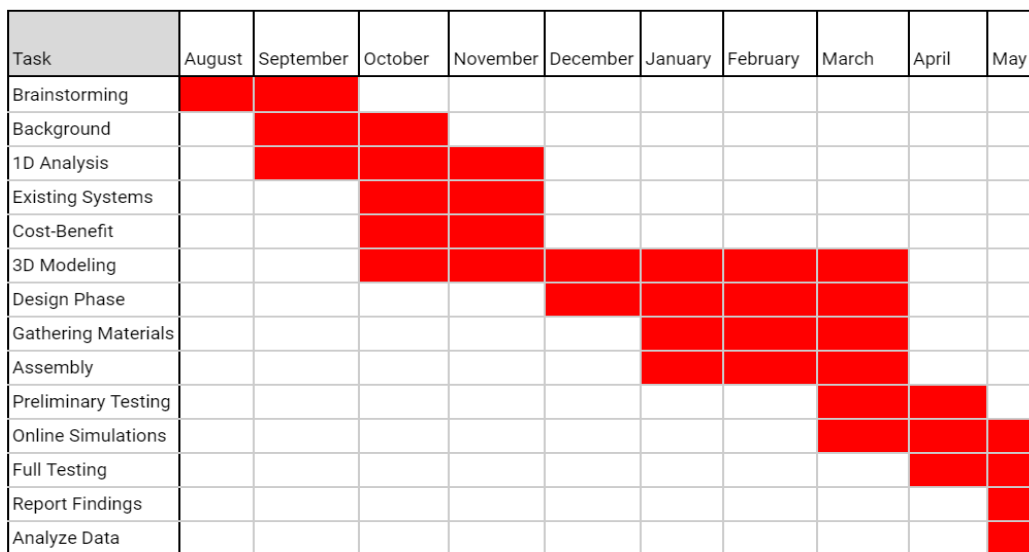 Task August September October November December January February March April May
Brainstorming
Background
1D Analysis
Existing Systems
Cost-Benefit
3D Modeling
Design Phase
Gathering Materials
Assembly
Preliminary Testing
Online Simulations
Full Testing
Report Findings
Analyze Data